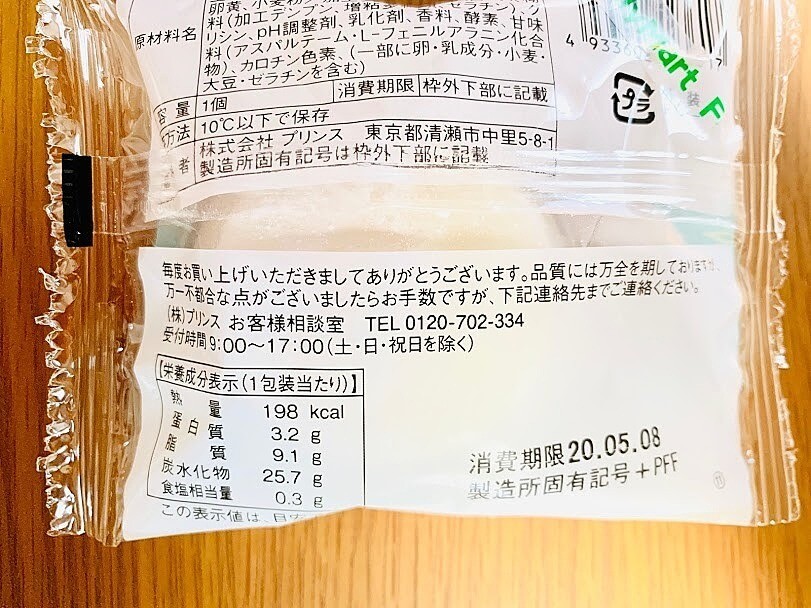 原材料名
卵黄、小麦粉
料(加工デンプン、増粘多
リシン、pH調整剤、乳化剤、香料、酵素、甘味
料(アスパルテーム・L-フェニルアラニン化合
物)、カロチン色素、(一部に卵・乳成分・小麦・
大豆・ゼラチンを含む)
容量 1個 消費期限 枠外下部に記載
方法 10℃以下で保存
者 株式会社 プリンス 東京都清瀬市中里5-8-1
製造所固有記号は枠外下部に記載
プラ
装
art F
毎度お買い上げいただきましてありがとうございます。品質には万全を期しておりますが、
万一不都合な点がございましたらお手数ですが、下記連絡先までご連絡ください。
(株)プリンス お客様相談室 TEL 0120-702-334
受付時間9:00〜17:00(土・日・祝日を除く)
【栄養成分表示(1包装当たり)】
熱量 198 kcal
蛋白質 3.2 g
脂質 9.1 g
炭水化物 25.7 g
食塩相当量 0.3 g
この表示値は、目安
消費期限20.05.08
製造所固有記号+PFF
⑪